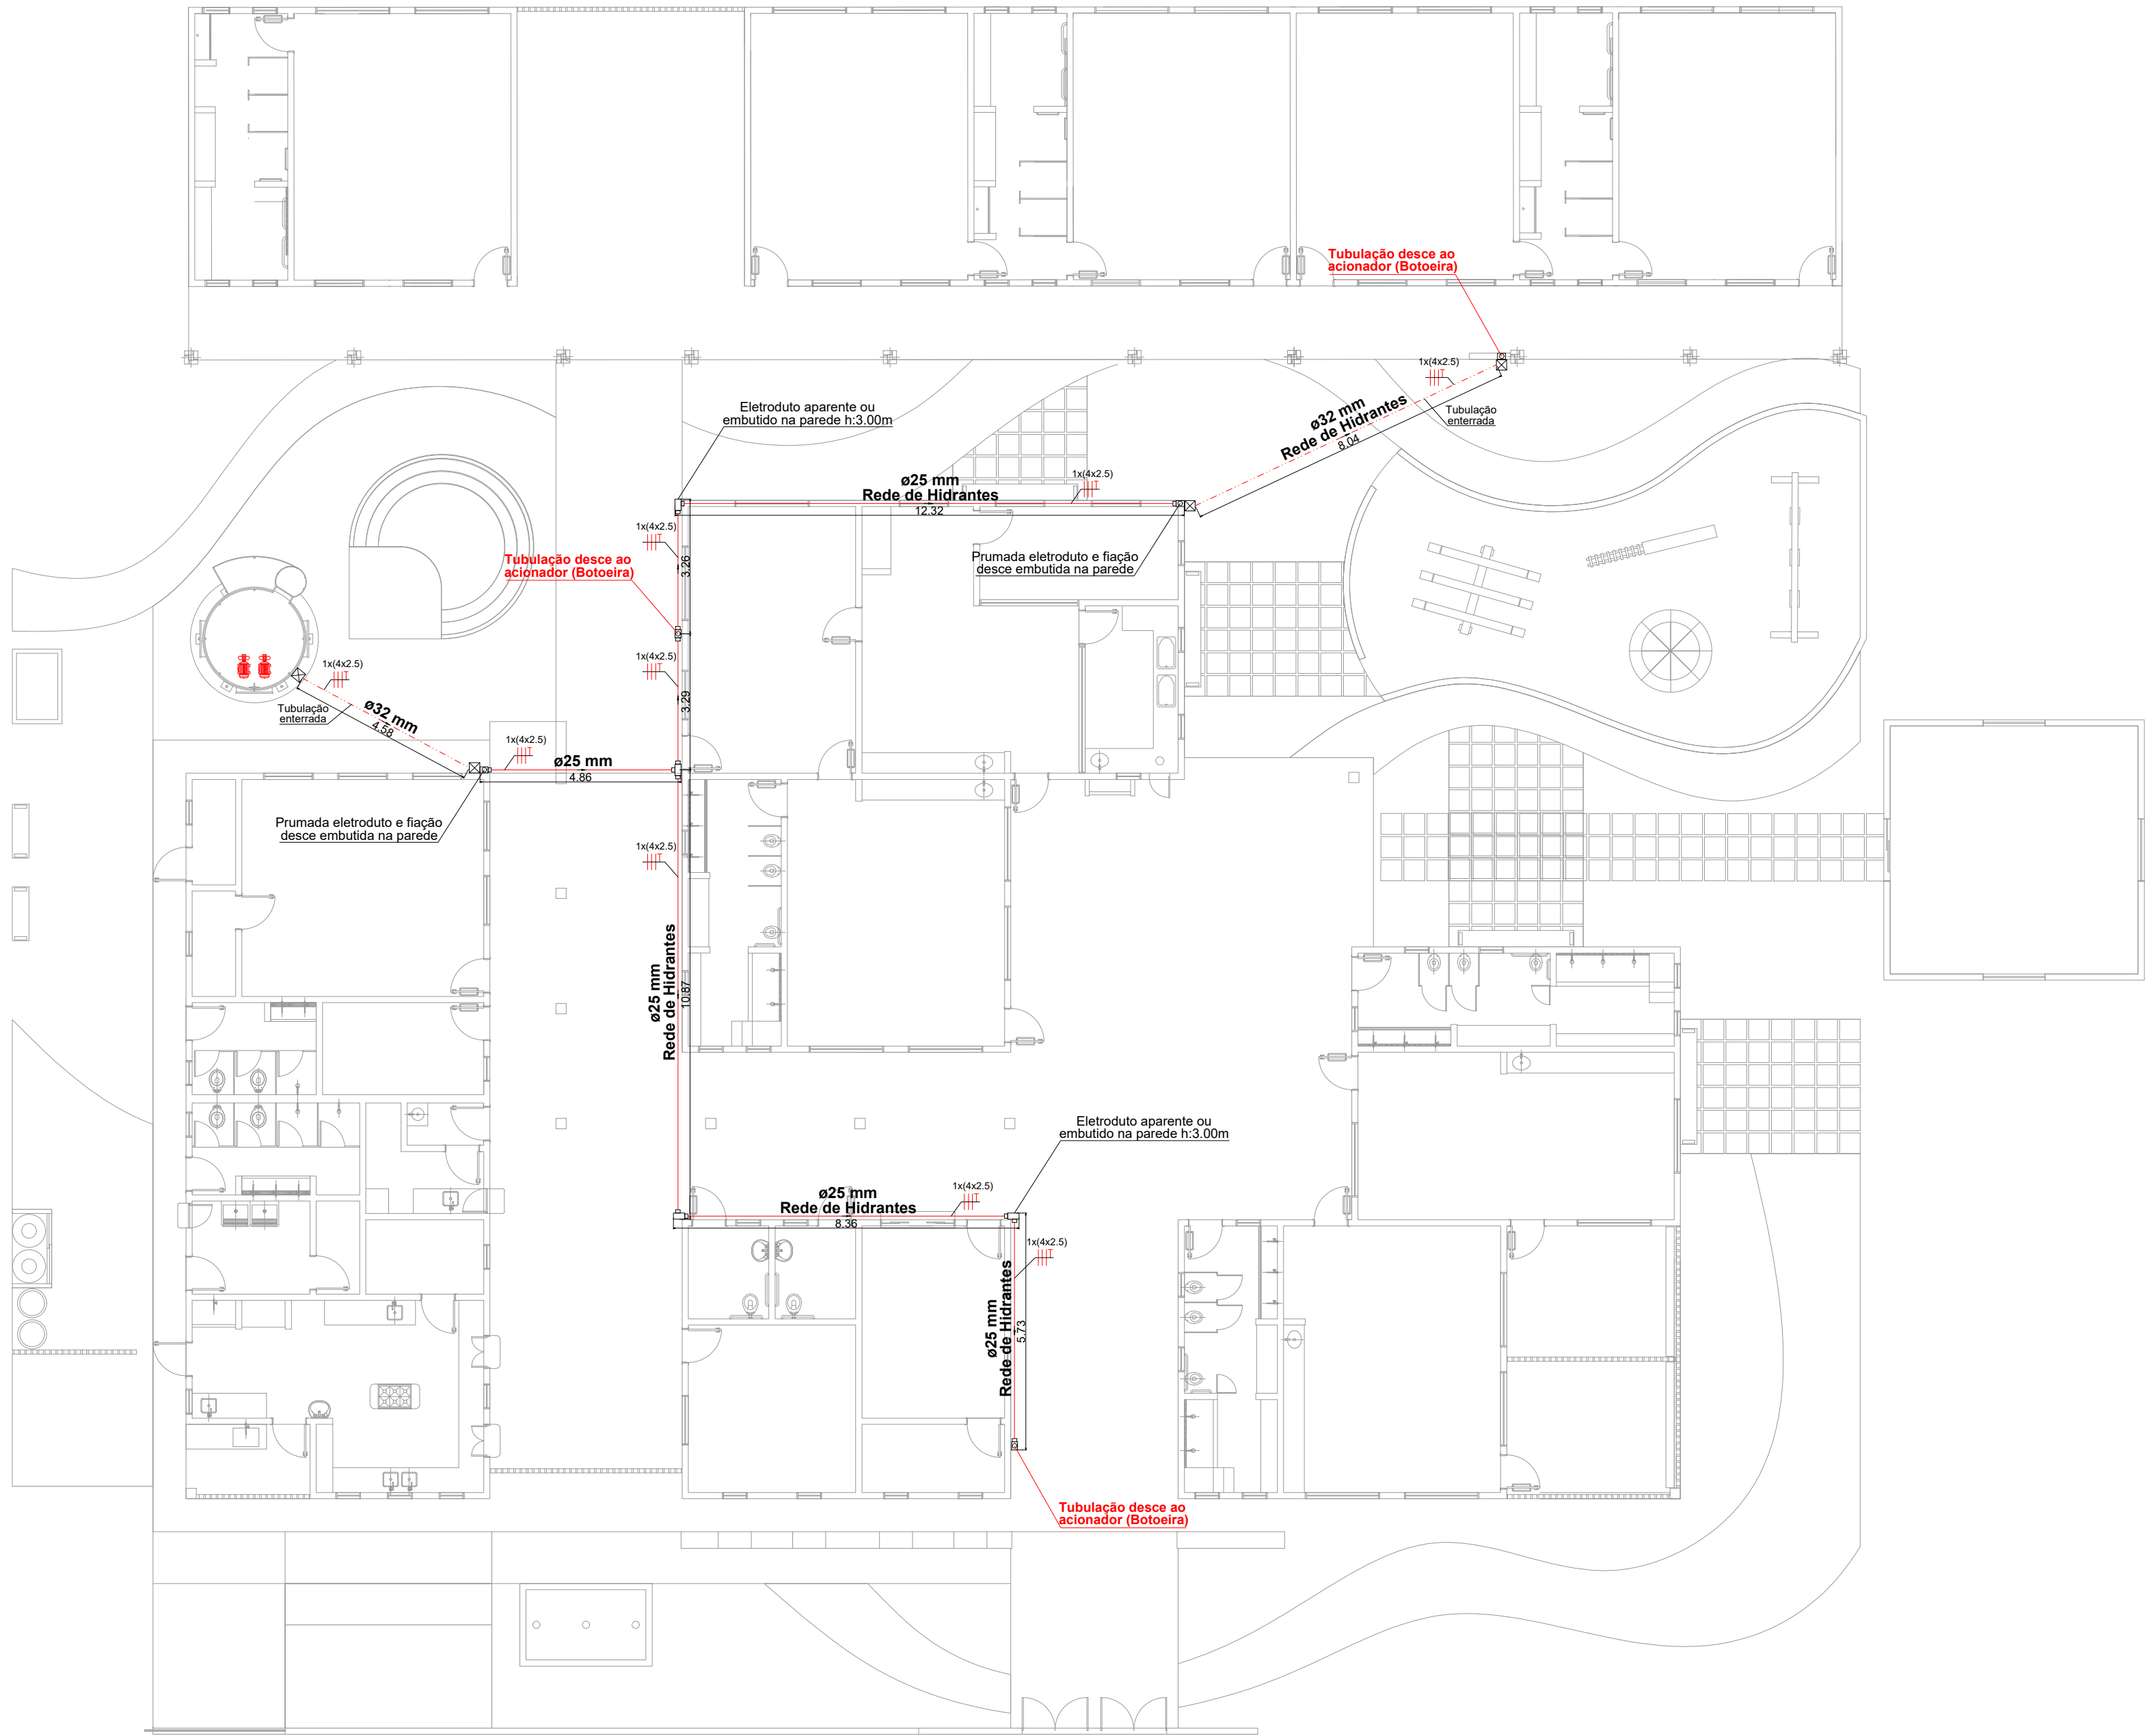 Tubulação desce ao
acionador (Botoeira)
1x(4x2.5)
Tubulação
enterrada
ø32 mm
Rede de Hidrantes
8.04
Eletroduto aparente ou
embutido na parede h:3.00m
ø25 mm
Rede de Hidrantes
12.32
1x(4x2.5)
1x(4x2.5)
3.26
Tubulação desce ao
acionador (Botoeira)
Prumada eletroduto e fiação
desce embutida na parede
1x(4x2.5)
3.29
1x(4x2.5)
Tubulação
enterrada
ø32 mm
4.58
1x(4x2.5)
ø25 mm
4.86
Prumada eletroduto e fiação
desce embutida na parede
1x(4x2.5)
ø25 mm
Rede de Hidrantes
10.87
Eletroduto aparente ou
embutido na parede h:3.00m
ø25 mm
Rede de Hidrantes
8.36
1x(4x2.5)
1x(4x2.5)
ø25 mm
Rede de Hidrantes
5.73
Tubulação desce ao
acionador (Botoeira)